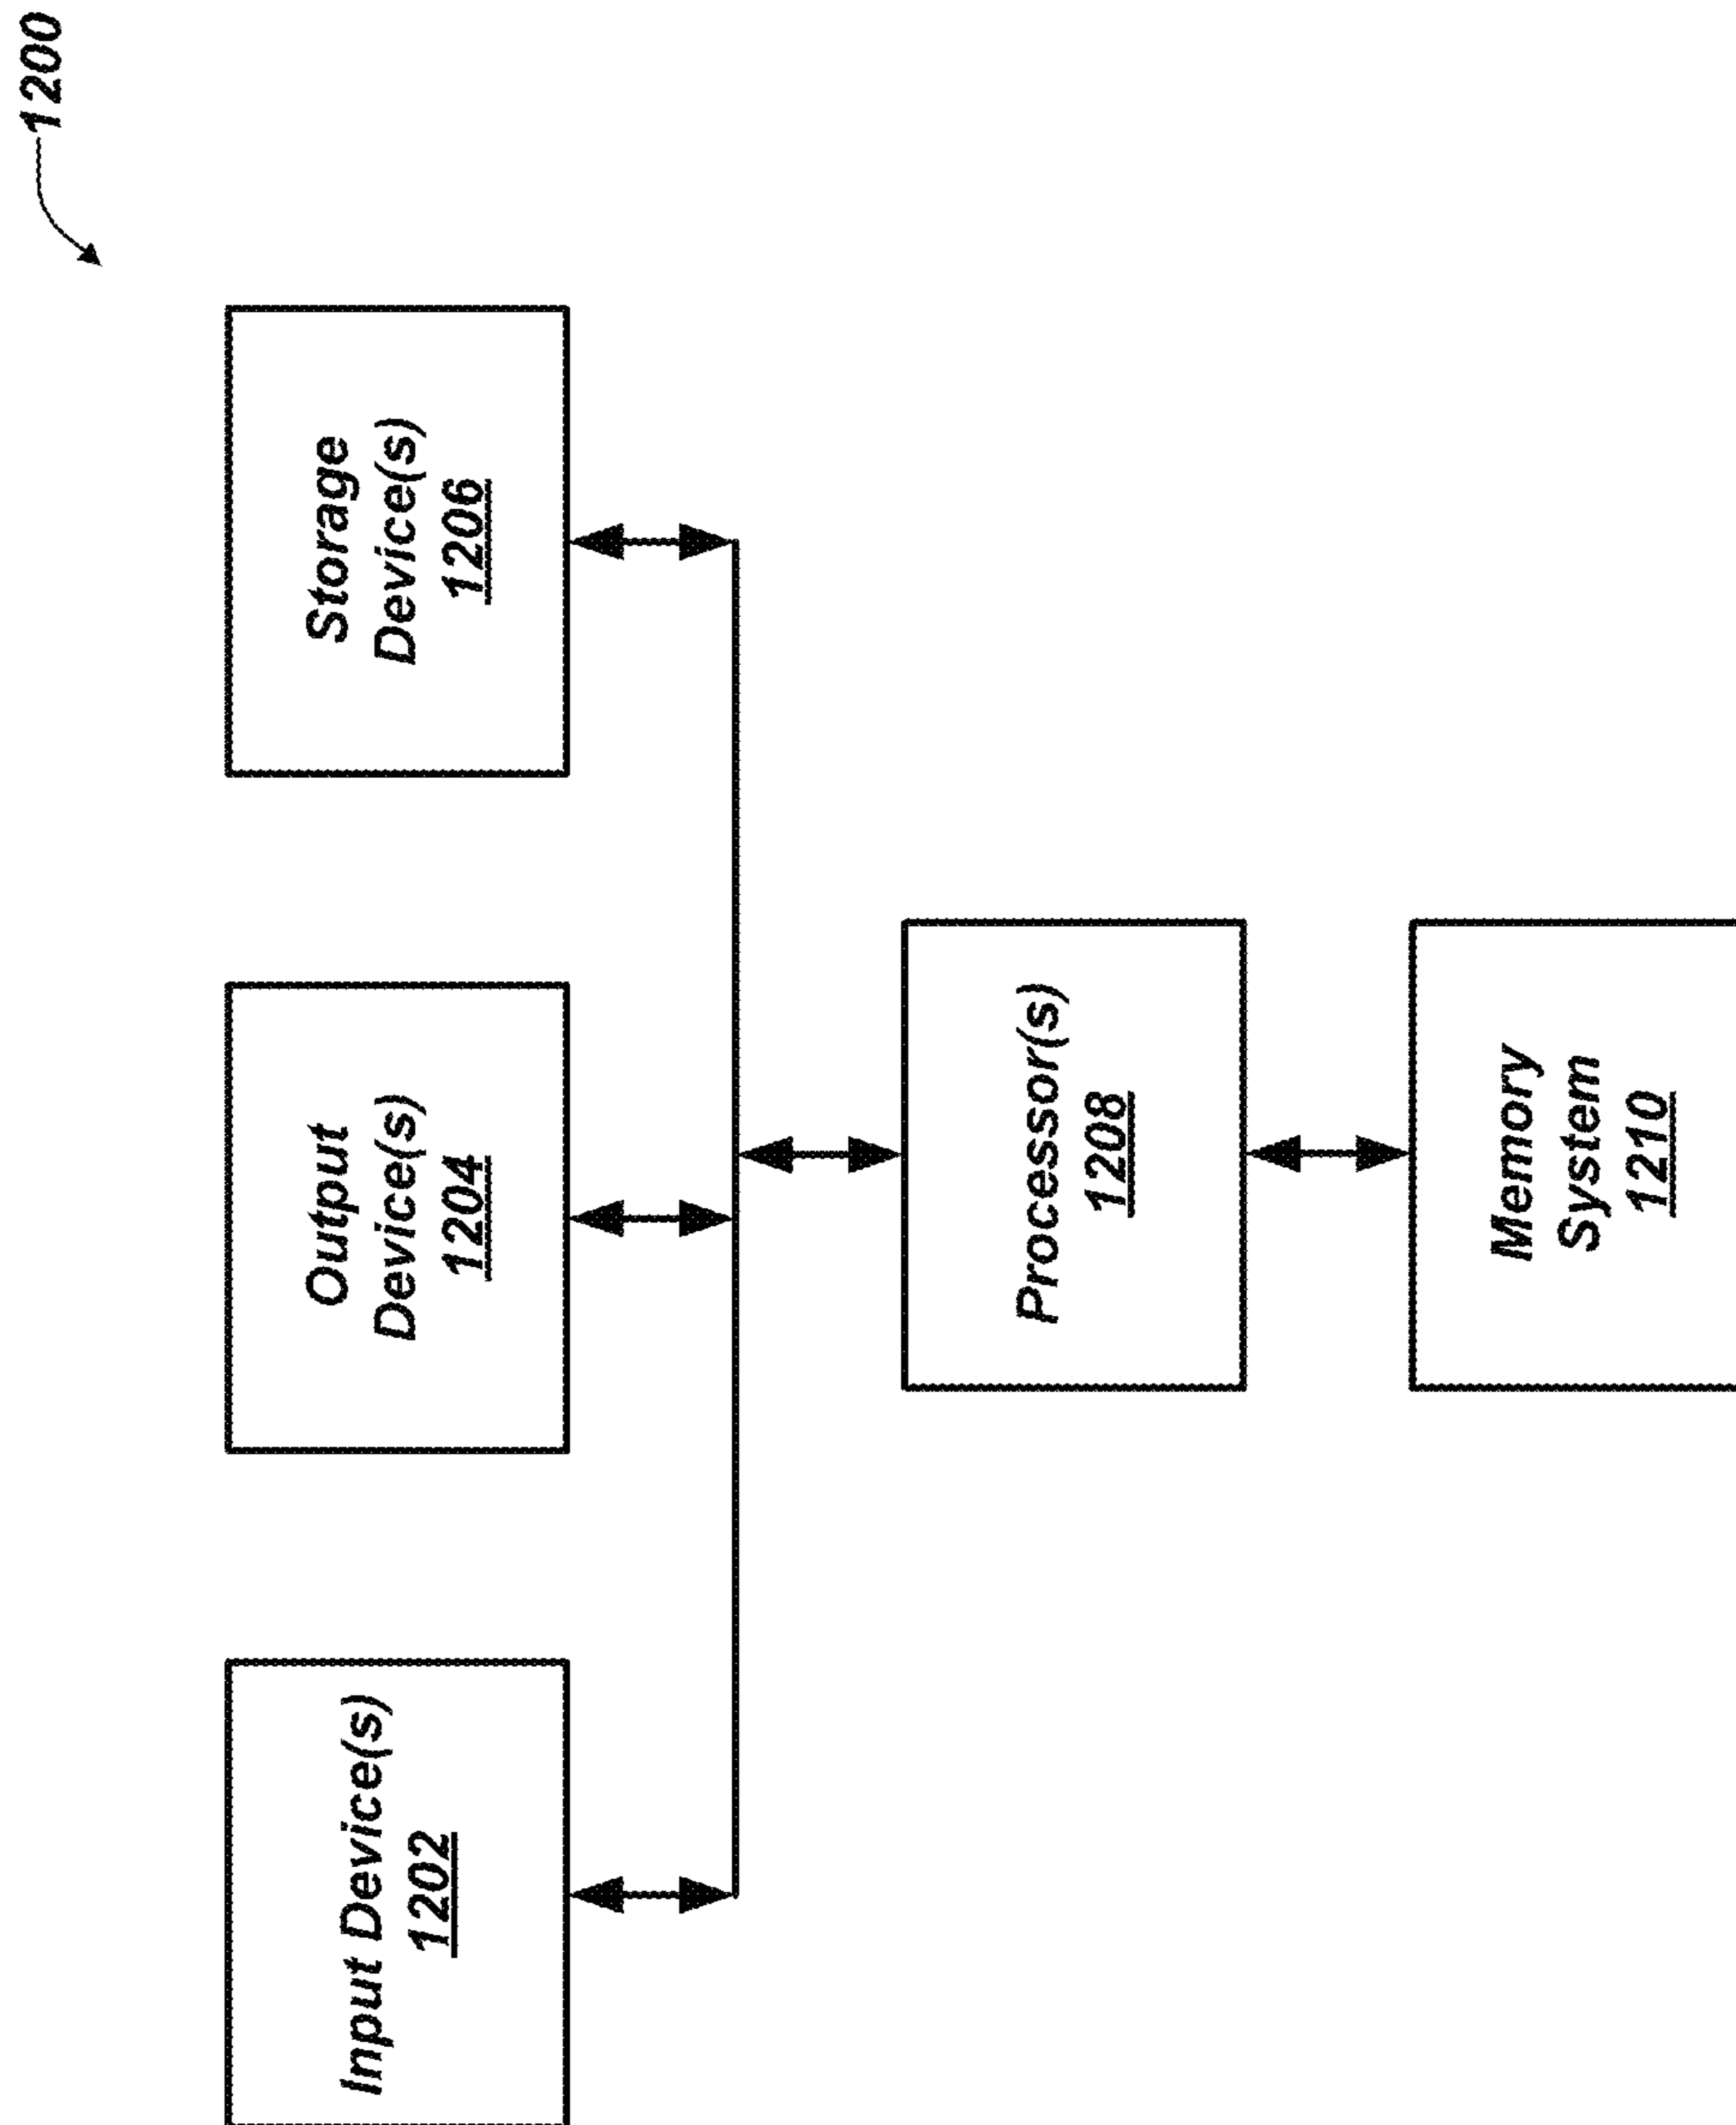 1200
Input Device(s)
1202
Output
Device(s)
1204
Storage
Device(s)
1206
Processor(s)
1208
Memory
System
1210